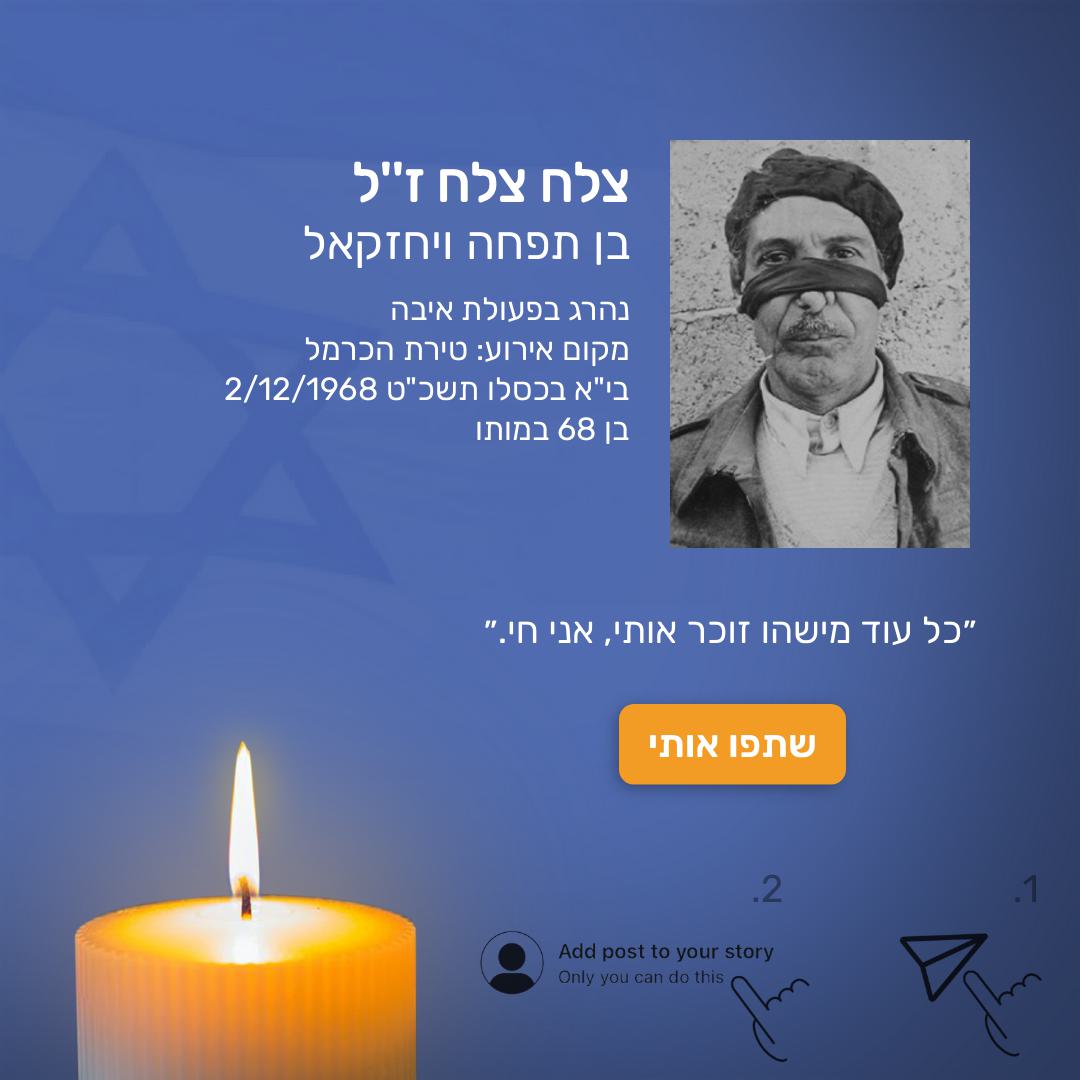 צלח צלח ז"ל
בן תפחה ויחזקאל
נהרג בפעולת איבה
מקום אירוע: טירת הכרמל
בי"א בכסלו תשכ"ט 2/12/1968
בן 68 במותו
״כל עוד מישהו זוכר אותי, אני חי.״
שתפו אותי
1.
2.
Add post to your story
Only you can do this